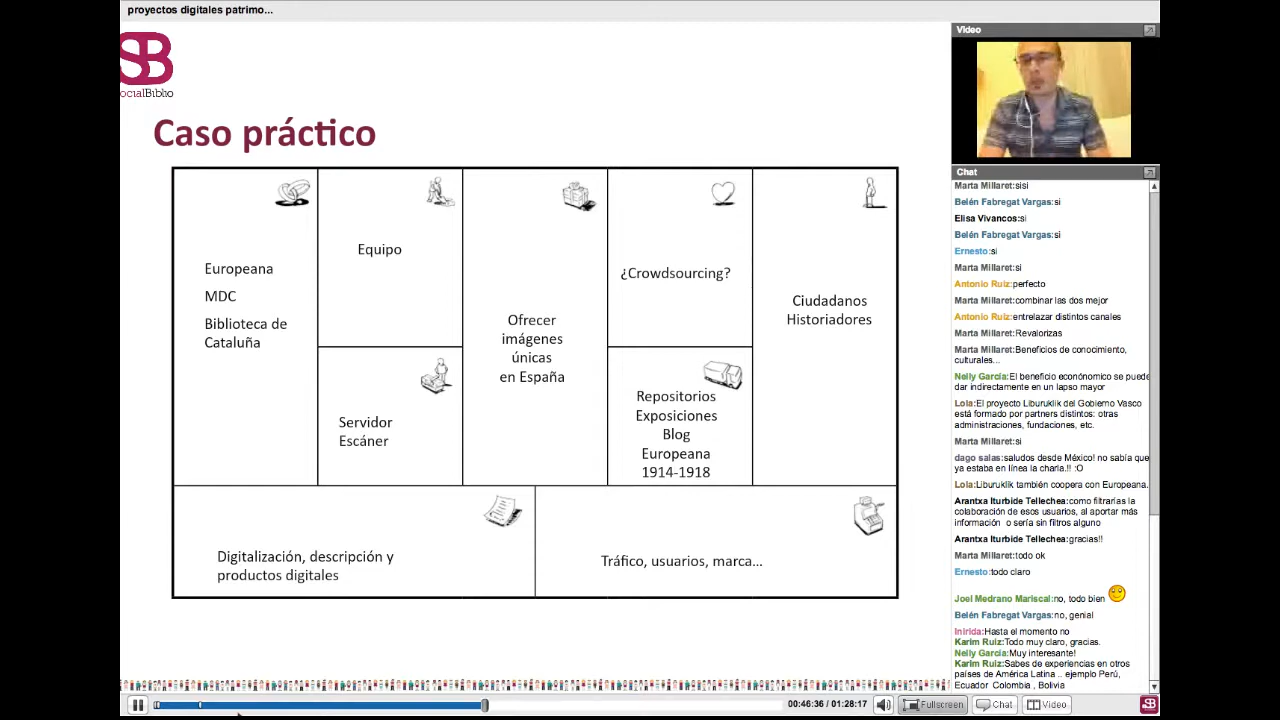 proyectos digitales patrimo...
SB
ocialBiblio
Caso práctico
Europeana
MDC
Biblioteca de
Cataluña
Equipo
Servidor
Escáner
Ofrecer
imágenes
únicas
en España
¿Crowdsourcing?
Repositorios
Exposiciones
Blog
Europeana
1914-1918
Ciudadanos
Historiadores
Digitalización, descripción y
productos digitales
Tráfico, usuarios, marca...
Video
Chat
Marta Millaret:sisi
Belén Fabregat Vargas:si
Elisa Vivancos:si
Belén Fabregat Vargas:si
Ernesto:si
Marta Millaret:si
Antonio Ruiz:perfecto
Marta Millaret:combinar las dos mejor
Antonio Ruiz:entrelazar distintos canales
Marta Millaret:Revalorizas
Marta Millaret:Beneficios de conocimiento,
culturales...
Nelly García:El beneficio econónomico se puede
dar indirectamente en un lapso mayor
Lola:El proyecto Liburuklik del Gobierno Vasco
está formado por partners distintos: otras
administraciones, fundaciones, etc.
Marta Millaret:si
dago salas:saludos desde México! no sabía que
ya estaba en línea la charla.!! :O
Lola:Liburuklik también coopera con Europeana.
Arantxa Iturbide Tellechea:como filtrarías la
colaboración de esos usuarios, al aportar más
información o sería sin filtros alguno
Arantxa Iturbide Tellechea:gracias!!
Marta Millaret:todo ok
Ernesto:todo claro
Joel Medrano Mariscal:no, todo bien
Belén Fabregat Vargas:no, genial
Inirida:Hasta el momento no
Karim Ruiz:Todo muy claro, gracias.
Nelly García:Muy interesante!
Karim Ruiz:Sabes de experiencias en otros
países de América Latina .. ejemplo Perú,
Ecuador Colombia , Bolivia
00:46:36 / 01:28:17
Fullscreen
Chat
Video
SB